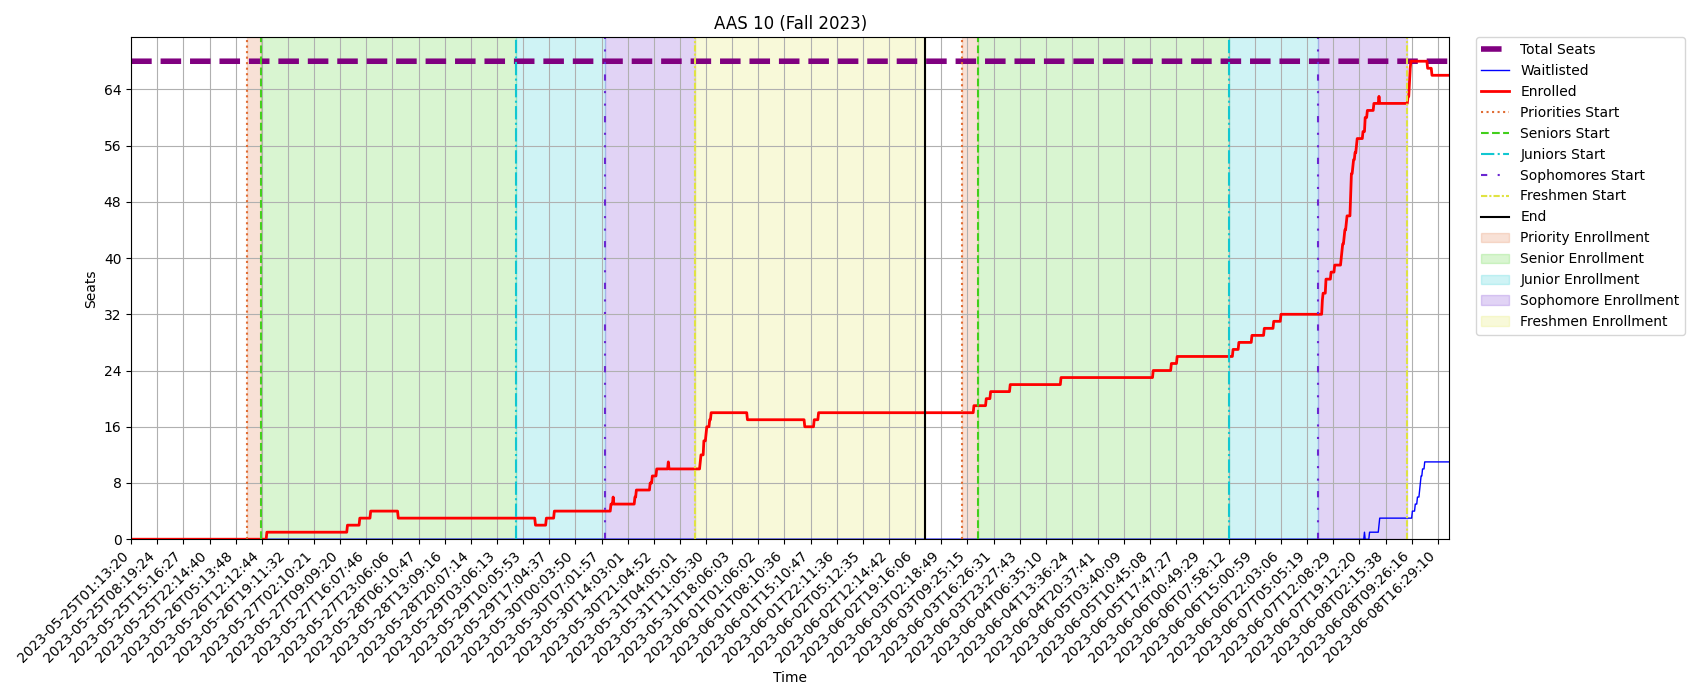 AAS 10 (Fall 2023)
Seats
64
56
48
40
32
24
16
8
0
2023-05-25T01:13:20
2023-05-25T08:19:24
2023-05-25T15:16:27
2023-05-25T22:14:40
2023-05-26T05:13:48
2023-05-26T12:12:44
2023-05-26T19:11:32
2023-05-27T02:10:21
2023-05-27T09:09:20
2023-05-27T16:07:46
2023-05-27T23:06:06
2023-05-28T06:10:47
2023-05-28T13:09:16
2023-05-28T20:07:14
2023-05-29T03:06:13
2023-05-29T10:05:53
2023-05-29T17:04:37
2023-05-30T00:03:50
2023-05-30T07:01:57
2023-05-30T14:03:01
2023-05-30T21:04:52
2023-05-31T04:05:01
2023-05-31T11:05:30
2023-05-31T18:06:03
2023-06-01T01:06:02
2023-06-01T08:10:36
2023-06-01T15:10:47
2023-06-01T22:11:36
2023-06-02T05:12:35
2023-06-02T12:14:42
2023-06-02T19:16:06
2023-06-03T02:18:49
2023-06-03T09:25:15
2023-06-03T16:26:31
2023-06-03T23:27:43
2023-06-04T06:35:10
2023-06-04T13:36:24
2023-06-04T20:37:41
2023-06-05T03:40:09
2023-06-05T10:45:08
2023-06-05T17:47:27
2023-06-06T00:49:29
2023-06-06T07:58:12
2023-06-06T15:00:59
2023-06-06T22:03:06
2023-06-07T05:05:19
2023-06-07T12:08:29
2023-06-07T19:12:20
2023-06-08T02:15:38
2023-06-08T09:26:16
2023-06-08T16:29:10
Time
Total Seats
Waitlisted
Enrolled
Priorities Start
Seniors Start
Juniors Start
Sophomores Start
Freshmen Start
End
Priority Enrollment
Senior Enrollment
Junior Enrollment
Sophomore Enrollment
Freshmen Enrollment